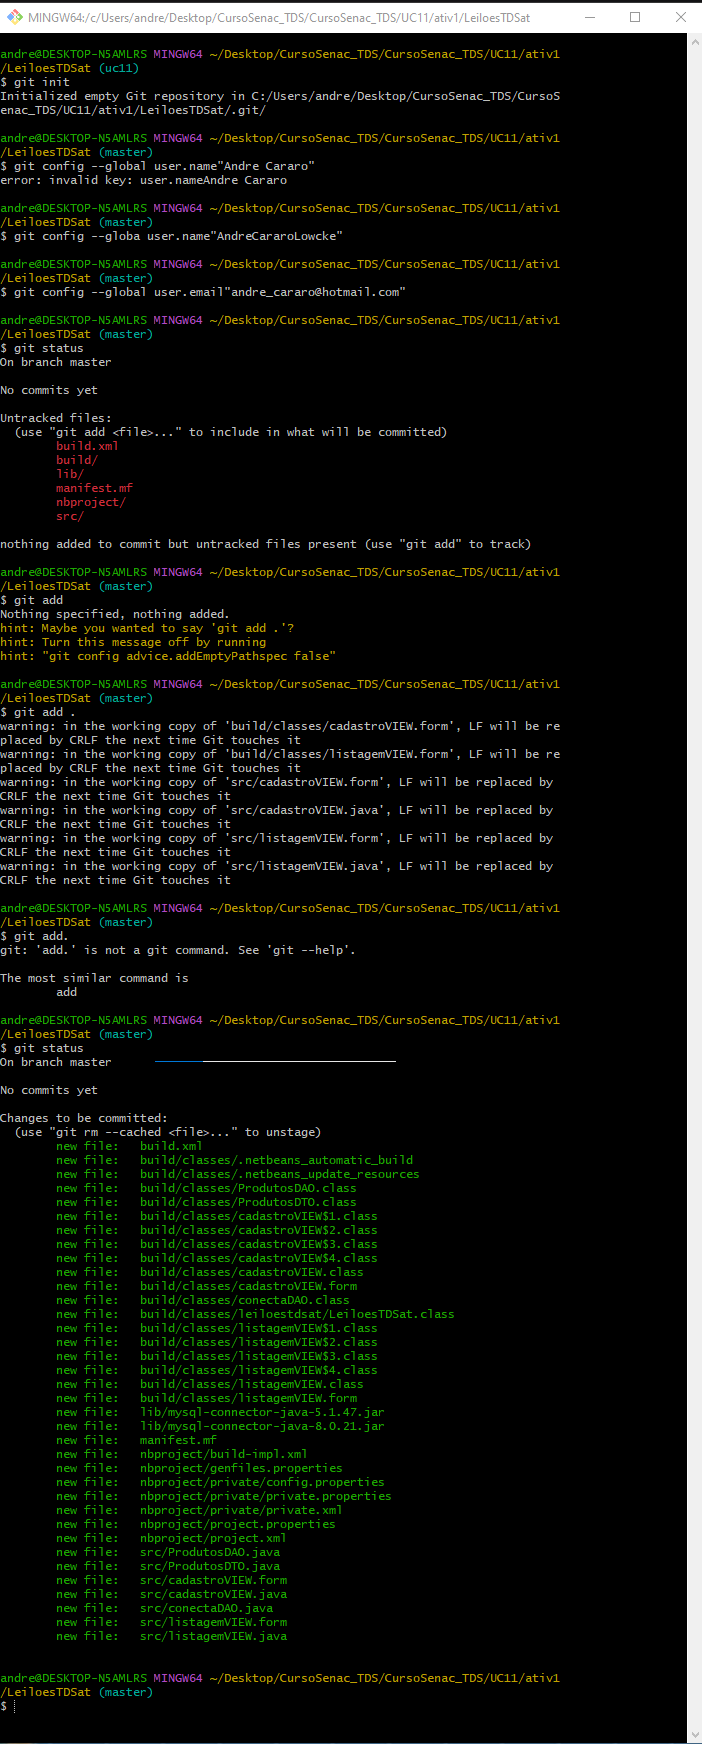 MINGW64:/c/Users/andre/Desktop/CursoSenac_TDS/CursoSenac_TDS/UC11/ativ1/LeiloesTDSat
andre@DESKTOP-N5AMLRS MINGW64 ~/Desktop/CursoSenac_TDS/CursoSenac_TDS/UC11/ativ1
/LeiloesTDSat (uc11)
$ git init
Initialized empty Git repository in C:/Users/andre/Desktop/CursoSenac_TDS/CursoS
enac_TDS/UC11/ativ1/LeiloesTDSat/.git/
andre@DESKTOP-N5AMLRS MINGW64 ~/Desktop/CursoSenac_TDS/CursoSenac_TDS/UC11/ativ1
/LeiloesTDSat (master)
$ git config --global user.name"Andre Cararo"
error: invalid key: user.nameAndre Cararo
andre@DESKTOP-N5AMLRS MINGW64 ~/Desktop/CursoSenac_TDS/CursoSenac_TDS/UC11/ativ1
/LeiloesTDSat (master)
$ git config --globa user.name"AndreCararoLowcke"
andre@DESKTOP-N5AMLRS MINGW64 ~/Desktop/CursoSenac_TDS/CursoSenac_TDS/UC11/ativ1
/LeiloesTDSat (master)
$ git config --global user.email"andre_cararo@hotmail.com"
andre@DESKTOP-N5AMLRS MINGW64 ~/Desktop/CursoSenac_TDS/CursoSenac_TDS/UC11/ativ1
/LeiloesTDSat (master)
$ git status
On branch master
No commits yet
Untracked files:
(use "git add <file>..." to include in what will be committed)
build.xml
build/
lib/
manifest.mf
nbproject/
src/
nothing added to commit but untracked files present (use "git add" to track)
andre@DESKTOP-N5AMLRS MINGW64 ~/Desktop/CursoSenac_TDS/CursoSenac_TDS/UC11/ativ1
/LeiloesTDSat (master)
$ git add
Nothing specified, nothing added.
hint: Maybe you wanted to say 'git add .'?
hint: Turn this message off by running
hint: "git config advice.addEmptyPathspec false"
andre@DESKTOP-N5AMLRS MINGW64 ~/Desktop/CursoSenac_TDS/CursoSenac_TDS/UC11/ativ1
/LeiloesTDSat (master)
$ git add .
warning: in the working copy of 'build/classes/cadastroVIEW.form', LF will be re
placed by CRLF the next time Git touches it
warning: in the working copy of 'build/classes/listagemVIEW.form', LF will be re
placed by CRLF the next time Git touches it
warning: in the working copy of 'src/cadastroVIEW.form', LF will be replaced by
CRLF the next time Git touches it
warning: in the working copy of 'src/cadastroVIEW.java', LF will be replaced by
CRLF the next time Git touches it
warning: in the working copy of 'src/listagemVIEW.form', LF will be replaced by
CRLF the next time Git touches it
warning: in the working copy of 'src/listagemVIEW.java', LF will be replaced by
CRLF the next time Git touches it
andre@DESKTOP-N5AMLRS MINGW64 ~/Desktop/CursoSenac_TDS/CursoSenac_TDS/UC11/ativ1
/LeiloesTDSat (master)
$ git add.
git: 'add.' is not a git command. See 'git --help'.
The most similar command is
add
andre@DESKTOP-N5AMLRS MINGW64 ~/Desktop/CursoSenac_TDS/CursoSenac_TDS/UC11/ativ1
/LeiloesTDSat (master)
$ git status
On branch master
No commits yet
Changes to be committed:
(use "git rm --cached <file>..." to unstage)
new file:   build.xml
new file:   build/classes/.netbeans_automatic_build
new file:   build/classes/.netbeans_update_resources
new file:   build/classes/ProdutosDAO.class
new file:   build/classes/ProdutosDTO.class
new file:   build/classes/cadastroVIEW$1.class
new file:   build/classes/cadastroVIEW$2.class
new file:   build/classes/cadastroVIEW$3.class
new file:   build/classes/cadastroVIEW$4.class
new file:   build/classes/cadastroVIEW.class
new file:   build/classes/cadastroVIEW.form
new file:   build/classes/conectaDAO.class
new file:   build/classes/leiloestdsat/LeiloesTDSat.class
new file:   build/classes/listagemVIEW$1.class
new file:   build/classes/listagemVIEW$2.class
new file:   build/classes/listagemVIEW$3.class
new file:   build/classes/listagemVIEW$4.class
new file:   build/classes/listagemVIEW.class
new file:   build/classes/listagemVIEW.form
new file:   lib/mysql-connector-java-5.1.47.jar
new file:   lib/mysql-connector-java-8.0.21.jar
new file:   manifest.mf
new file:   nbproject/build-impl.xml
new file:   nbproject/genfiles.properties
new file:   nbproject/private/config.properties
new file:   nbproject/private/private.properties
new file:   nbproject/private/private.xml
new file:   nbproject/project.properties
new file:   nbproject/project.xml
new file:   src/ProdutosDAO.java
new file:   src/ProdutosDTO.java
new file:   src/cadastroVIEW.form
new file:   src/cadastroVIEW.java
new file:   src/conectaDAO.java
new file:   src/listagemVIEW.form
new file:   src/listagemVIEW.java
andre@DESKTOP-N5AMLRS MINGW64 ~/Desktop/CursoSenac_TDS/CursoSenac_TDS/UC11/ativ1
/LeiloesTDSat (master)
$